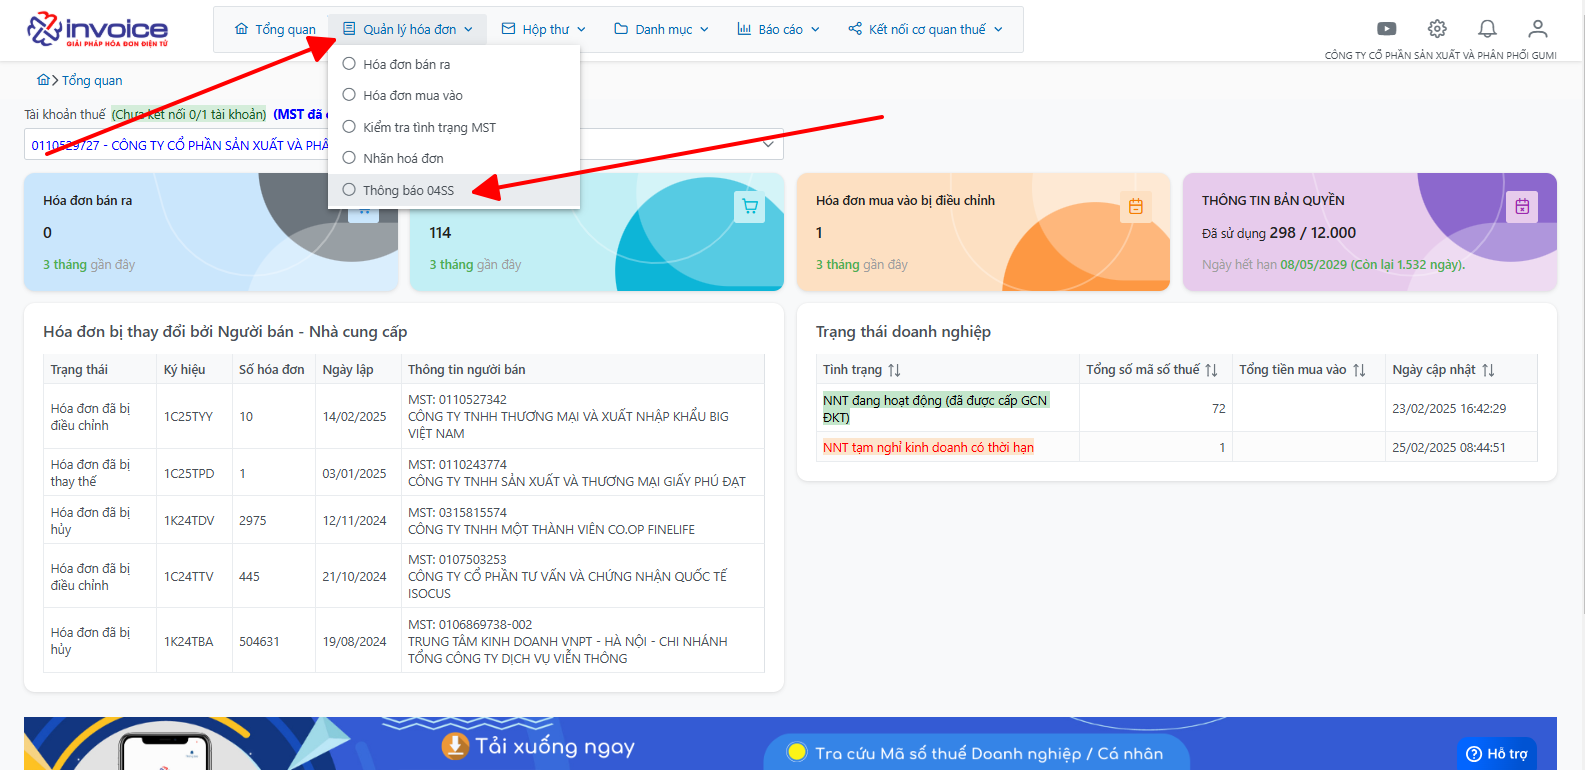 invoice
GIẢI PHÁP HÓA ĐƠN ĐIỆN TỬ
Tổng quan
Quản lý hóa đơn
Hộp thư
Danh mục
Báo cáo
Kết nối cơ quan thuế
CÔNG TY CỔ PHẦN SẢN XUẤT VÀ PHÂN PHỐI GUMI
Hóa đơn bán ra
Hóa đơn mua vào
Kiểm tra tình trạng MST
Nhãn hoá đơn
Thông báo 04SS
Tổng quan
Tài khoản thuế (Chưa kết nối 0/1 tài khoản) (MST đã
0110529727 - CÔNG TY CỔ PHẦN SẢN XUẤT VÀ PHÂ
Hóa đơn bán ra
0
3 tháng gần đây
114
3 tháng gần đây
Hóa đơn mua vào bị điều chỉnh
1
3 tháng gần đây
THÔNG TIN BẢN QUYỀN
Đã sử dụng 298 / 12.000
Ngày hết hạn 08/05/2029 (Còn lại 1.532 ngày).
Hóa đơn bị thay đổi bởi Người bán - Nhà cung cấp
Trạng thái Ký hiệu Số hóa đơn Ngày lập Thông tin người bán
Hóa đơn đã bị điều chỉnh 1C25TYY 10 14/02/2025 MST: 0110527342
CÔNG TY TNHH THƯƠNG MẠI VÀ XUẤT NHẬP KHẨU BIG
VIỆT NAM
Hóa đơn đã bị thay thế 1C25TPD 1 03/01/2025 MST: 0110243774
CÔNG TY TNHH SẢN XUẤT VÀ THƯƠNG MẠI GIẤY PHÚ ĐẠT
Hóa đơn đã bị hủy 1K24TDV 2975 12/11/2024 MST: 0315815574
CÔNG TY TNHH MỘT THÀNH VIÊN CO.OP FINELIFE
Hóa đơn đã bị điều chỉnh 1C24TTV 445 21/10/2024 MST: 0107503253
CÔNG TY CỔ PHẦN TƯ VẤN VÀ CHỨNG NHẬN QUỐC TẾ
ISOCUS
Hóa đơn đã bị hủy 1K24TBA 504631 19/08/2024 MST: 0106869738-002
TRUNG TÂM KINH DOANH VNPT - HÀ NỘI - CHI NHÁNH
TỔNG CÔNG TY DỊCH VỤ VIỄN THÔNG
Trạng thái doanh nghiệp
Tình trạng Tổng số mã số thuế Tổng tiền mua vào Ngày cập nhật
NNT đang hoạt động (đã được cấp GCN
ĐKT) 72 23/02/2025 16:42:29
NNT tạm nghỉ kinh doanh có thời hạn 1 25/02/2025 08:44:51
Tải xuống ngay
Tra cứu Mã số thuế Doanh nghiệp / Cá nhân
Hỗ trợ